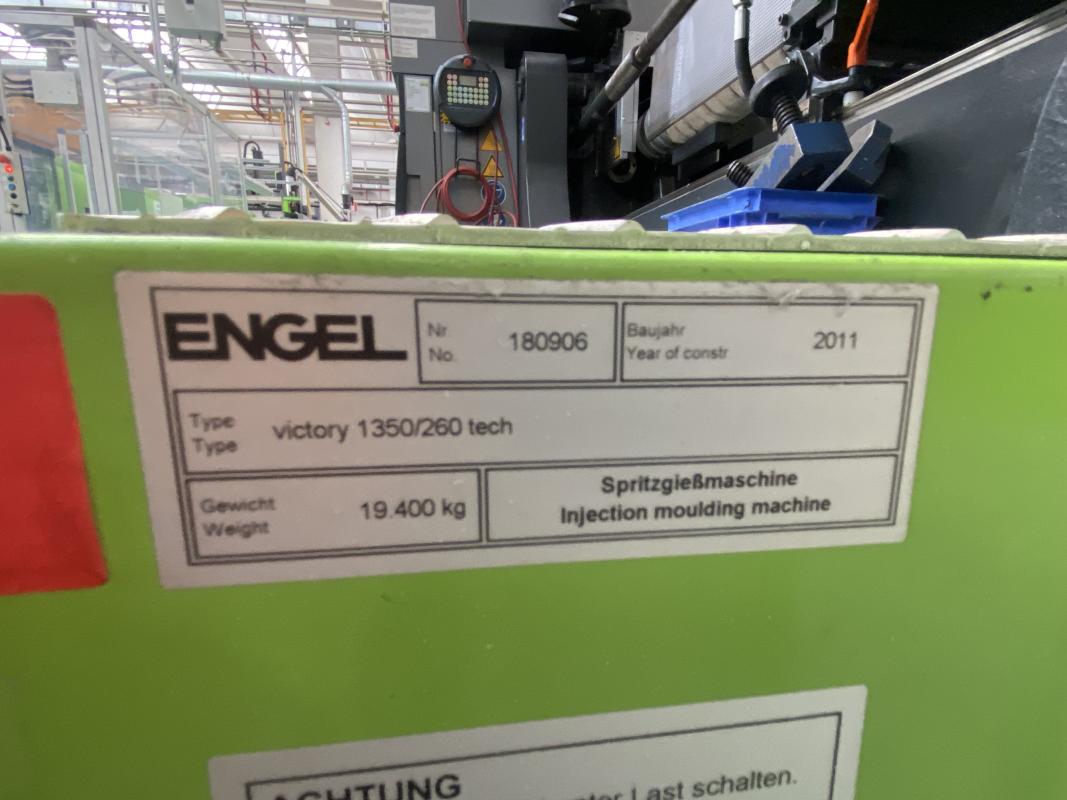 ENGEL
Nr.
No.
180906
Baujahr
Year of constr
2011
Type
Type
victory 1350/260 tech
Gewicht
Weight
19.400 kg
Spritzgießmaschine
Injection moulding machine
ACHTUNG
Last schalten.